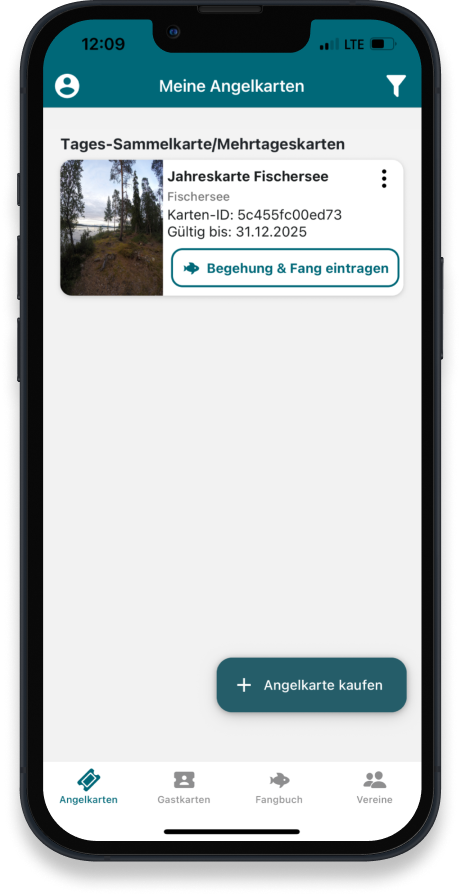 12:09 LTE
Meine Angelkarten
Tages-Sammelkarte/Mehrtageskarten
Jahreskarte Fischersee
Fischersee
Karten-ID: 5c455fc00ed73
Gültig bis: 31.12.2025
Begehung & Fang eintragen
+ Angelkarte kaufen
Angelkarten Gastkarten Fangbuch Vereine